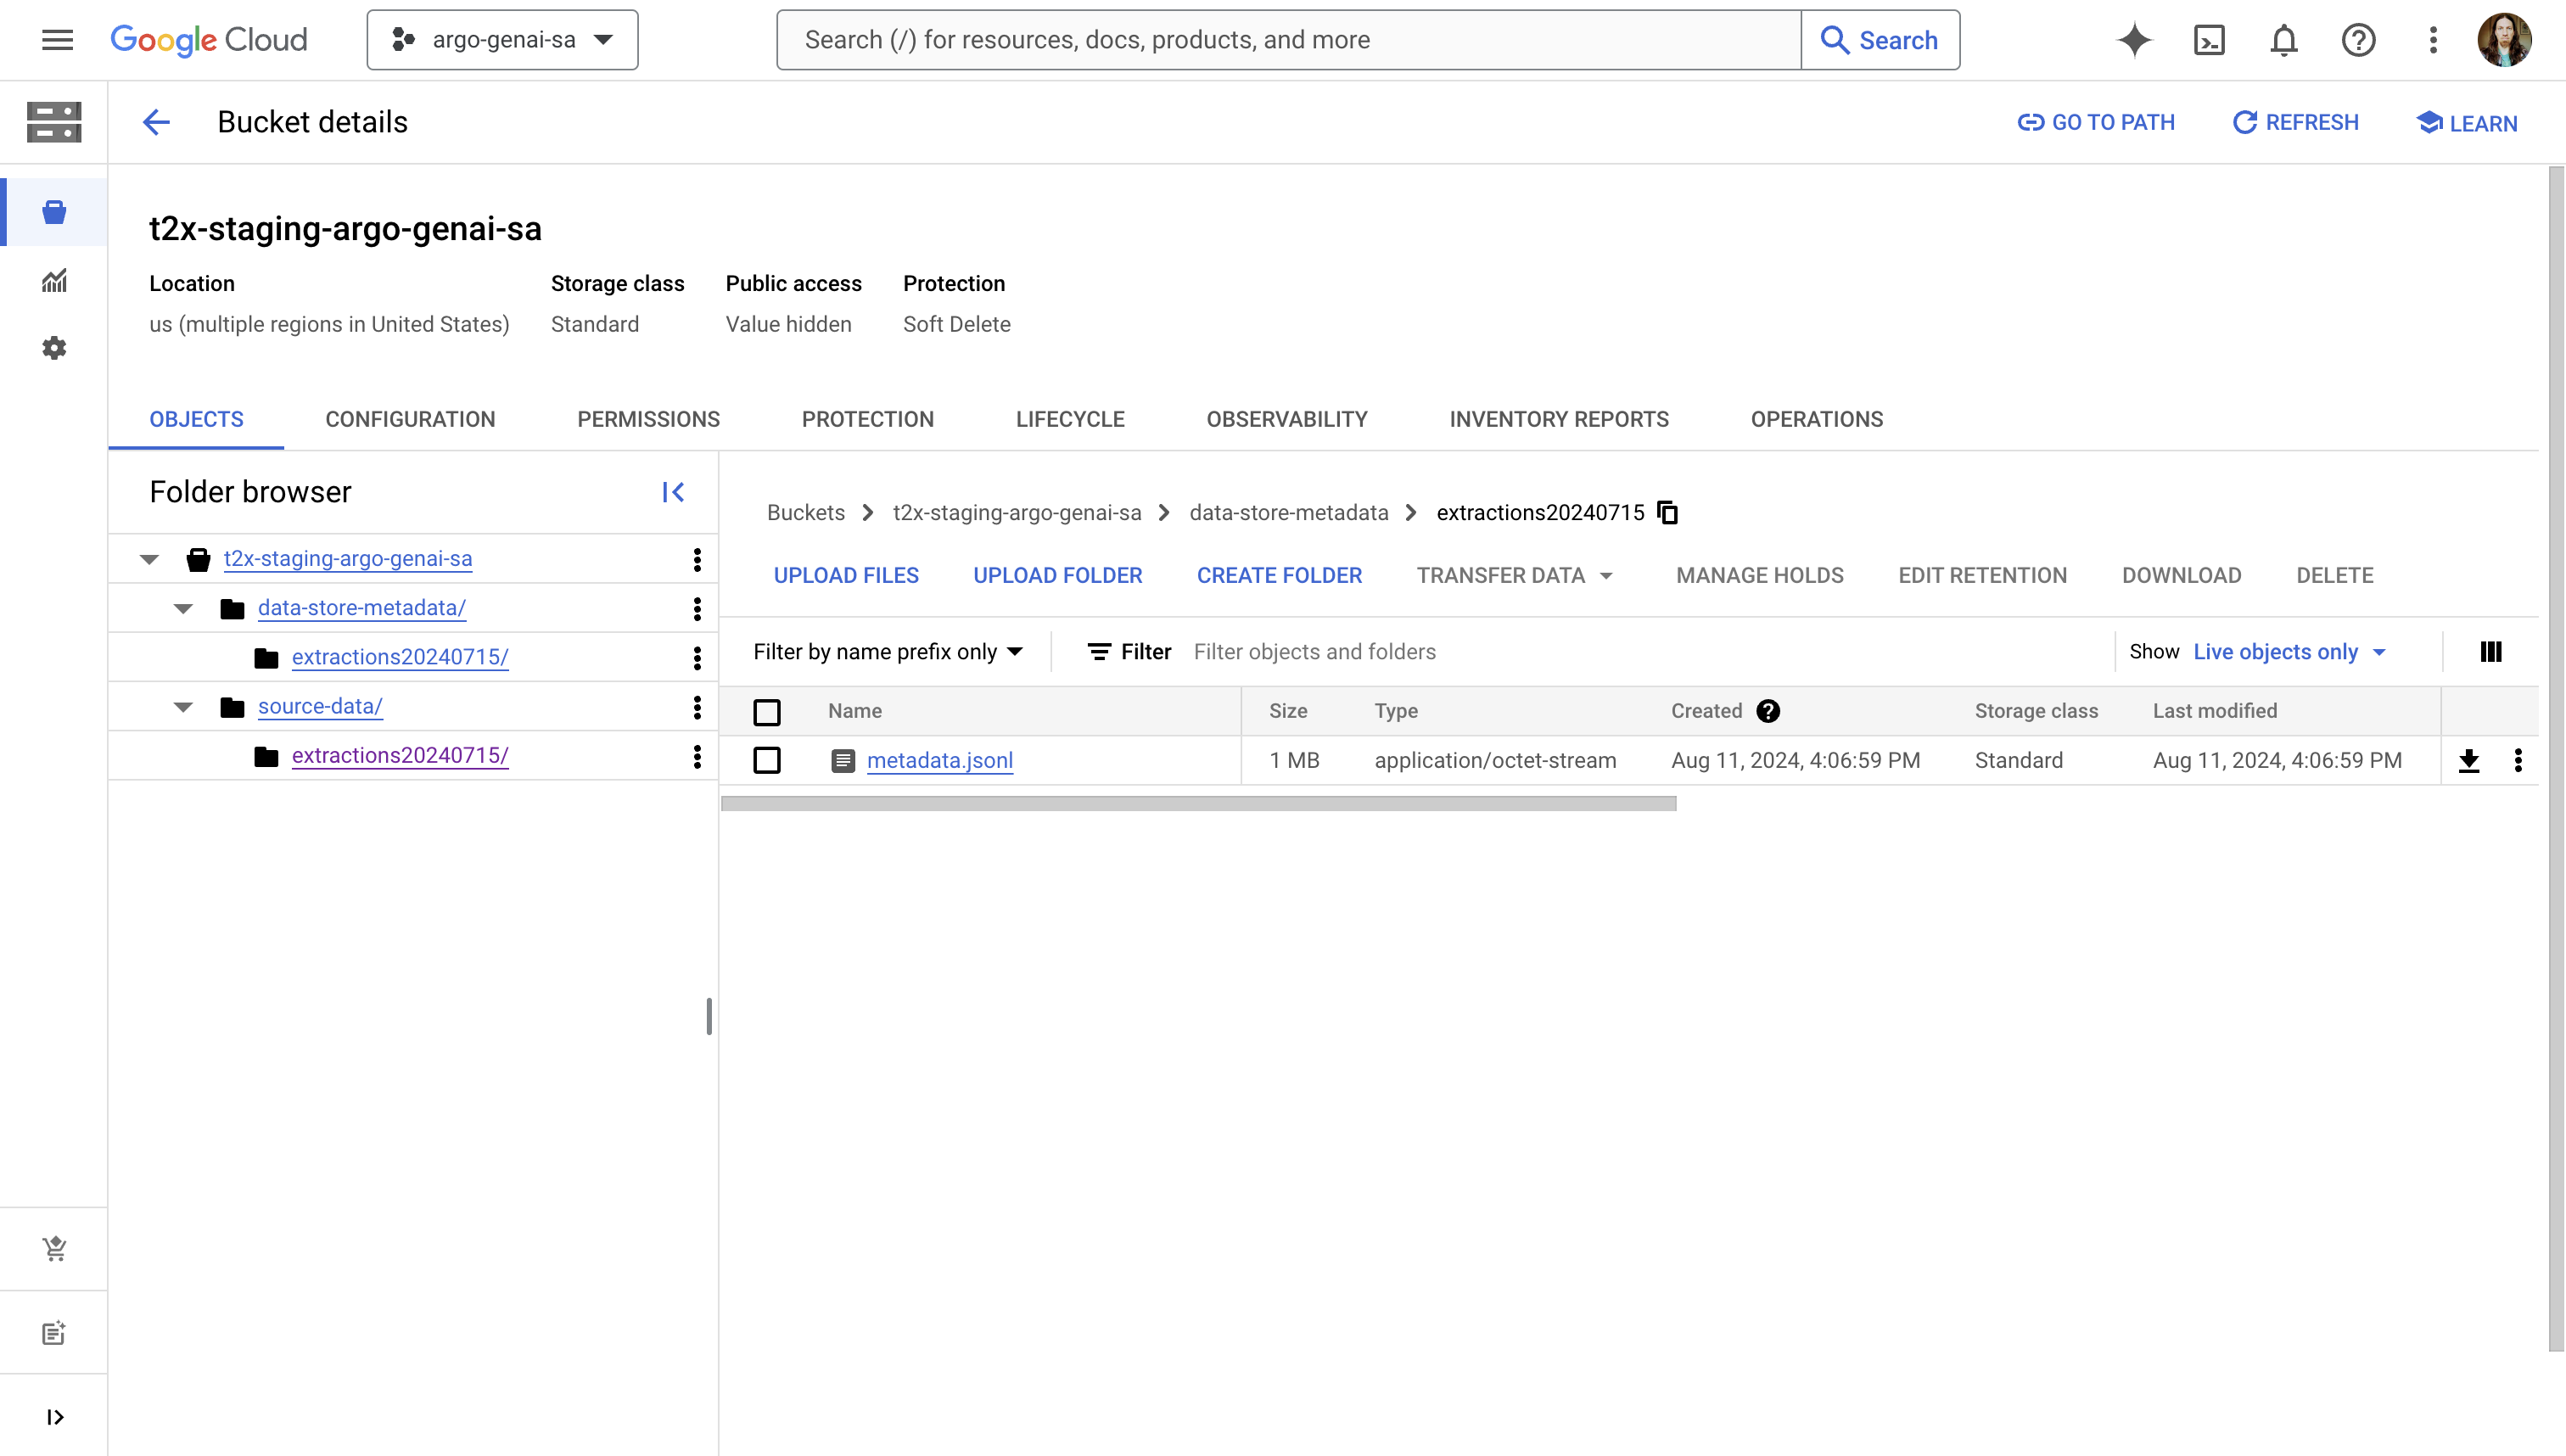 Google Cloud
argo-genai-sa
Search (/) for resources, docs, products, and more
Search
Bucket details
GO TO PATH
REFRESH
LEARN
t2x-staging-argo-genai-sa
Location Storage class Public access Protection
us (multiple regions in United States) Standard Value hidden Soft Delete
OBJECTS CONFIGURATION PERMISSIONS PROTECTION LIFECYCLE OBSERVABILITY INVENTORY REPORTS OPERATIONS
Folder browser
t2x-staging-argo-genai-sa
data-store-metadata/
extractions20240715/
source-data/
extractions20240715/
Buckets > t2x-staging-argo-genai-sa > data-store-metadata > extractions20240715
UPLOAD FILES UPLOAD FOLDER CREATE FOLDER TRANSFER DATA MANAGE HOLDS EDIT RETENTION DOWNLOAD DELETE
Filter by name prefix only Filter Filter objects and folders Show Live objects only
Name Size Type Created Storage class Last modified
metadata.jsonl 1 MB application/octet-stream Aug 11, 2024, 4:06:59 PM Standard Aug 11, 2024, 4:06:59 PM